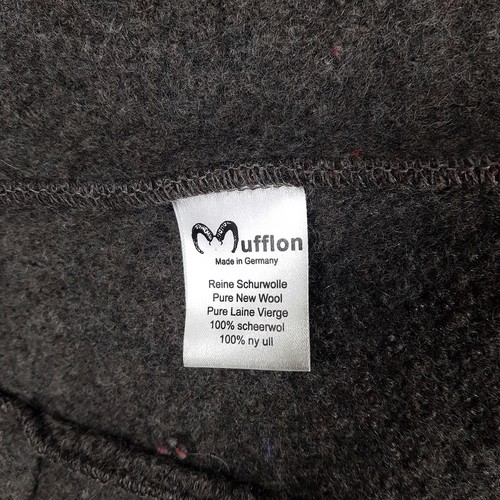 Mufflon
Made in Germany
Reine Schurwolle
Pure New Wool
Pure Laine Vierge
100% scheerwol
100% ny ull